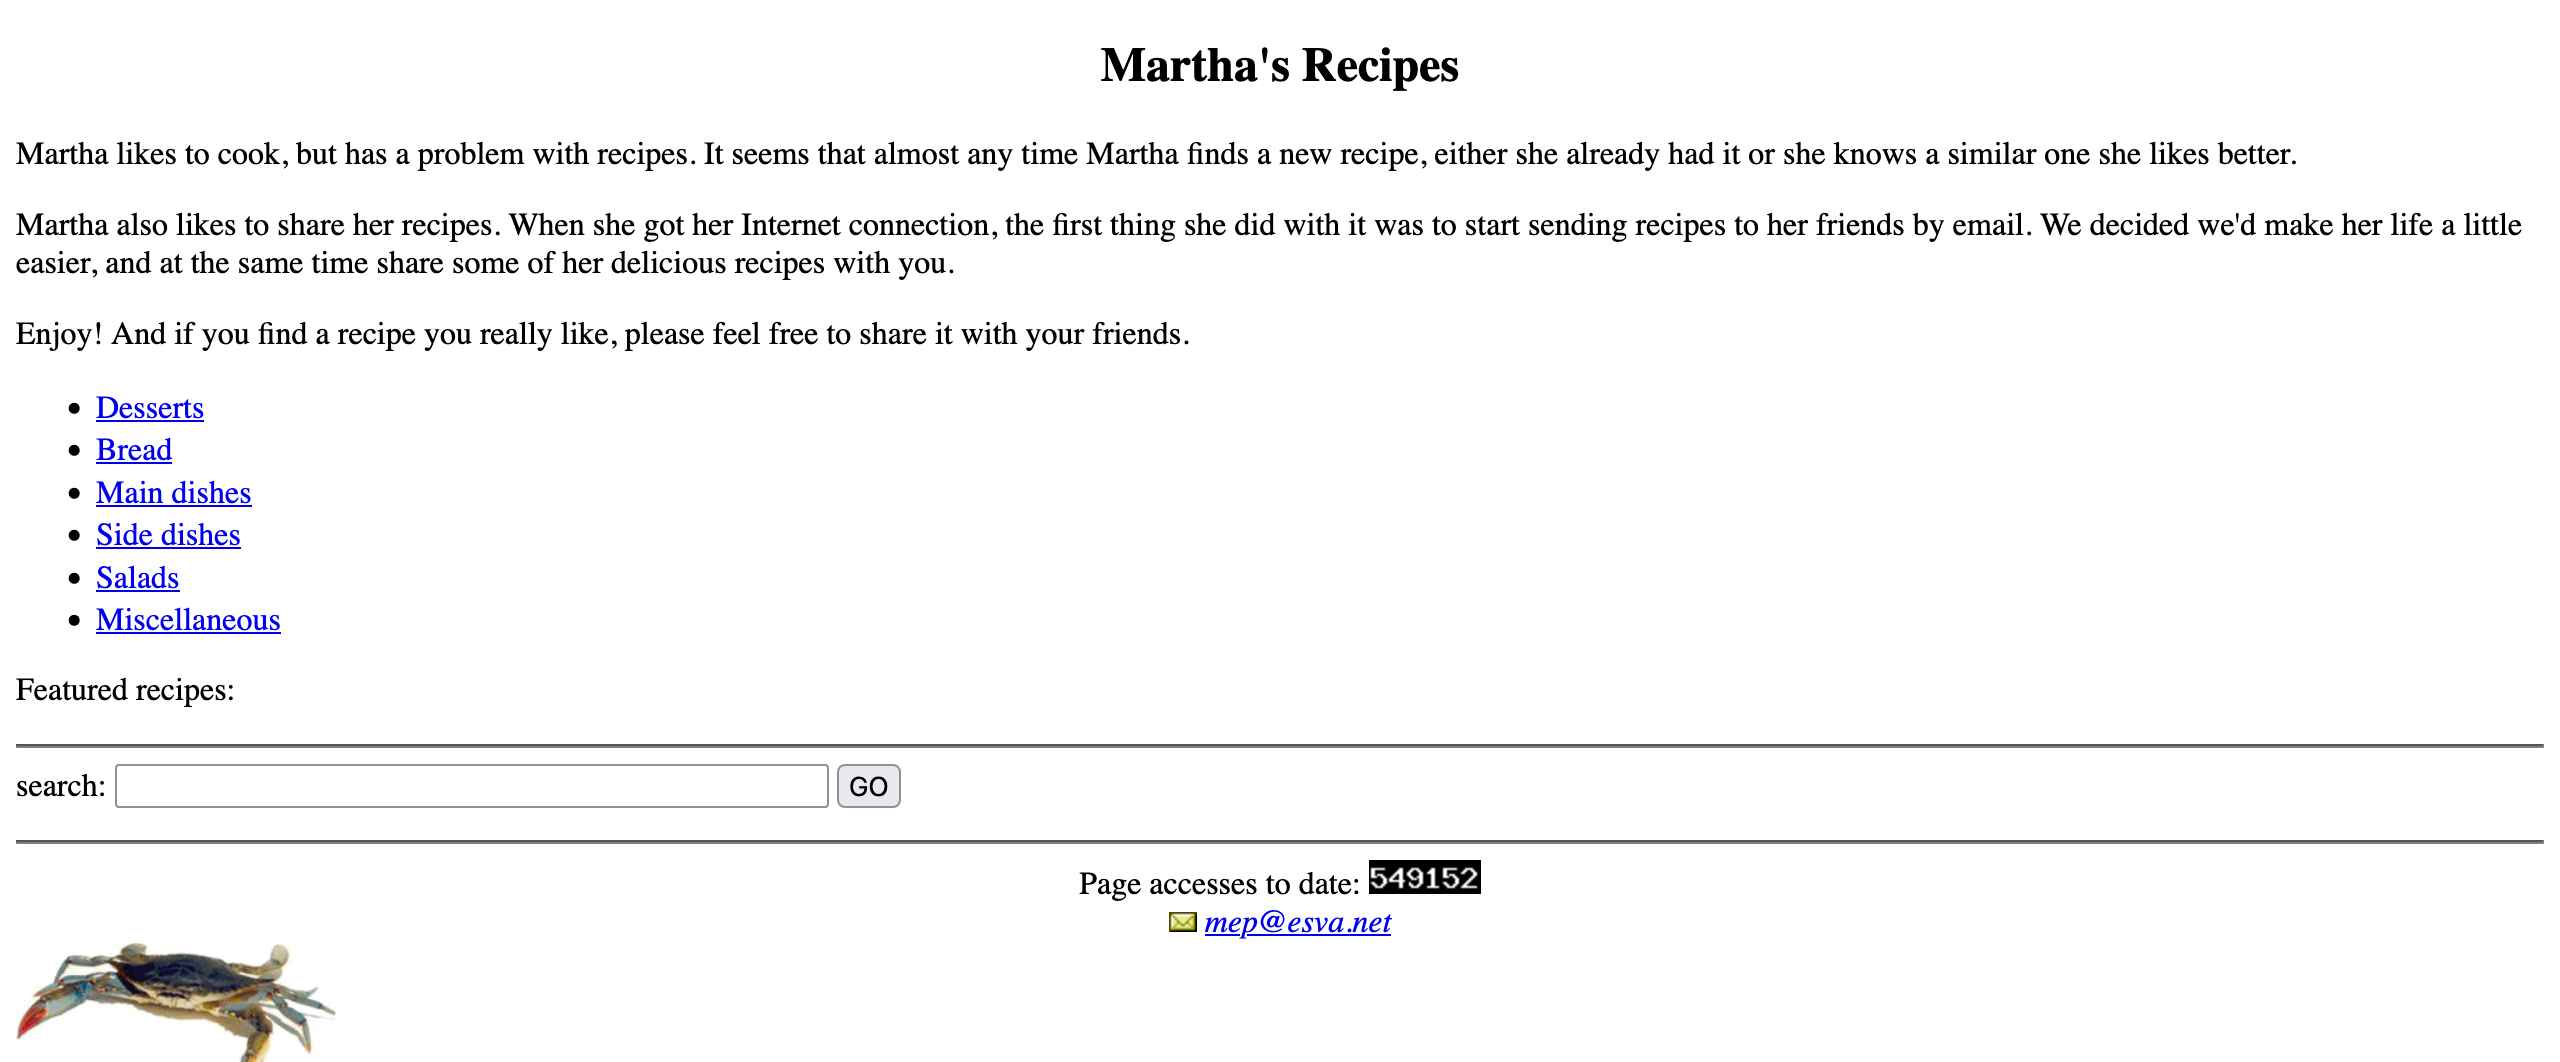 Martha's Recipes
Martha likes to cook, but has a problem with recipes. It seems that almost any time Martha finds a new recipe, either she already had it or she knows a similar one she likes better.
Martha also likes to share her recipes. When she got her Internet connection, the first thing she did with it was to start sending recipes to her friends by email. We decided we'd make her life a little
easier, and at the same time share some of her delicious recipes with you.
Enjoy! And if you find a recipe you really like, please feel free to share it with your friends.
Desserts
Bread
Main dishes
Side dishes
Salads
Miscellaneous
Featured recipes:
search: GO
Page accesses to date: 549152
mep@esva.net